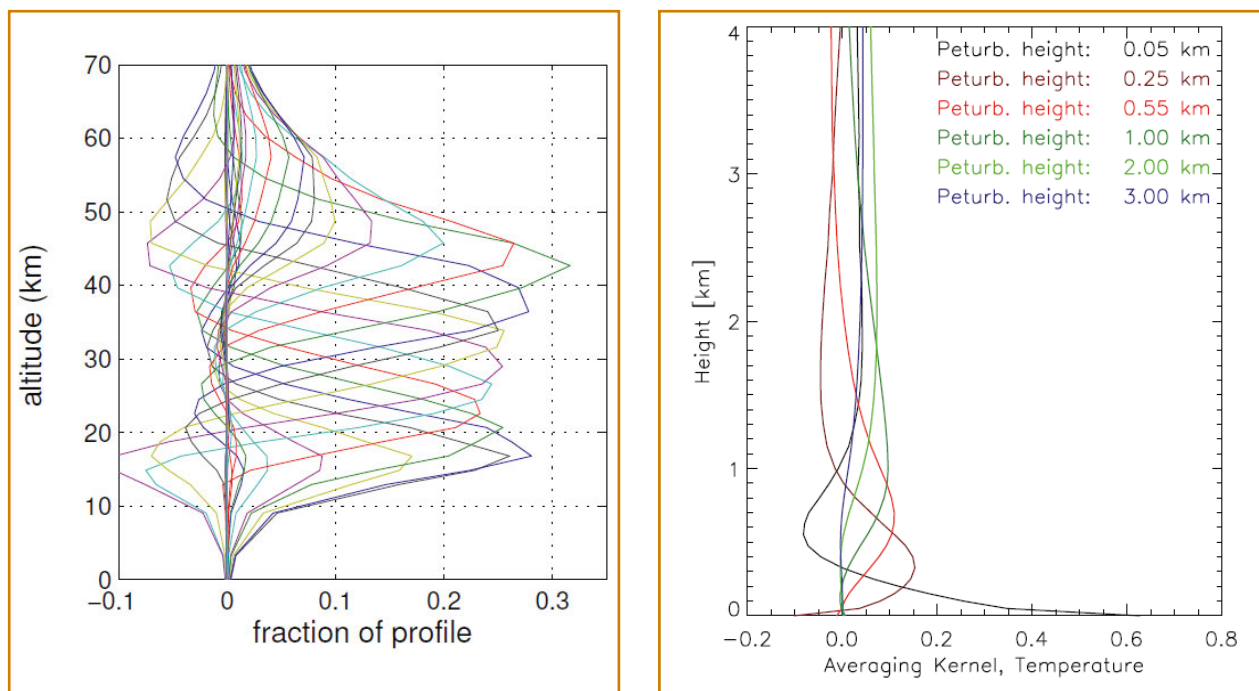 70
60
50
40
30
20
10
0
altitude (km)
−0.1 0 0.1 0.2 0.3
fraction of profile
4
3
2
1
0
Height [km]
Peturb. height: 0.05 km
Peturb. height: 0.25 km
Peturb. height: 0.55 km
Peturb. height: 1.00 km
Peturb. height: 2.00 km
Peturb. height: 3.00 km
−0.2 0.0 0.2 0.4 0.6 0.8
Averaging Kernel, Temperature